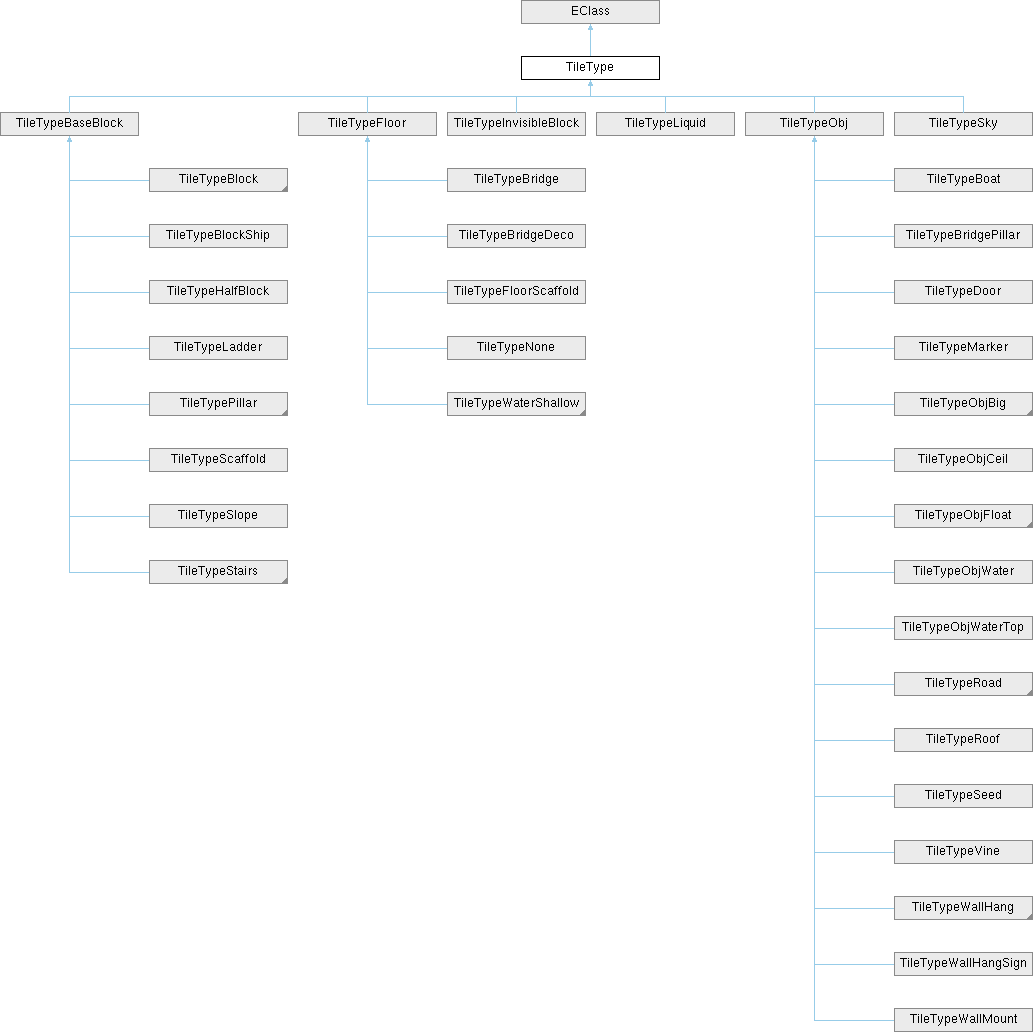 EClass
TileType
TileTypeBaseBlock
TileTypeFloor
TileTypeInvisibleBlock
TileTypeLiquid
TileTypeObj
TileTypeSky
TileTypeBlock
TileTypeBridge
TileTypeBoat
TileTypeBlockShip
TileTypeBridgeDeco
TileTypeBridgePillar
TileTypeHalfBlock
TileTypeFloorScaffold
TileTypeDoor
TileTypeLadder
TileTypeNone
TileTypeMarker
TileTypePillar
TileTypeWaterShallow
TileTypeObjBig
TileTypeScaffold
TileTypeObjCeil
TileTypeSlope
TileTypeObjFloat
TileTypeStairs
TileTypeObjWater
TileTypeObjWaterTop
TileTypeRoad
TileTypeRoof
TileTypeSeed
TileTypeVine
TileTypeWallHang
TileTypeWallHangSign
TileTypeWallMount